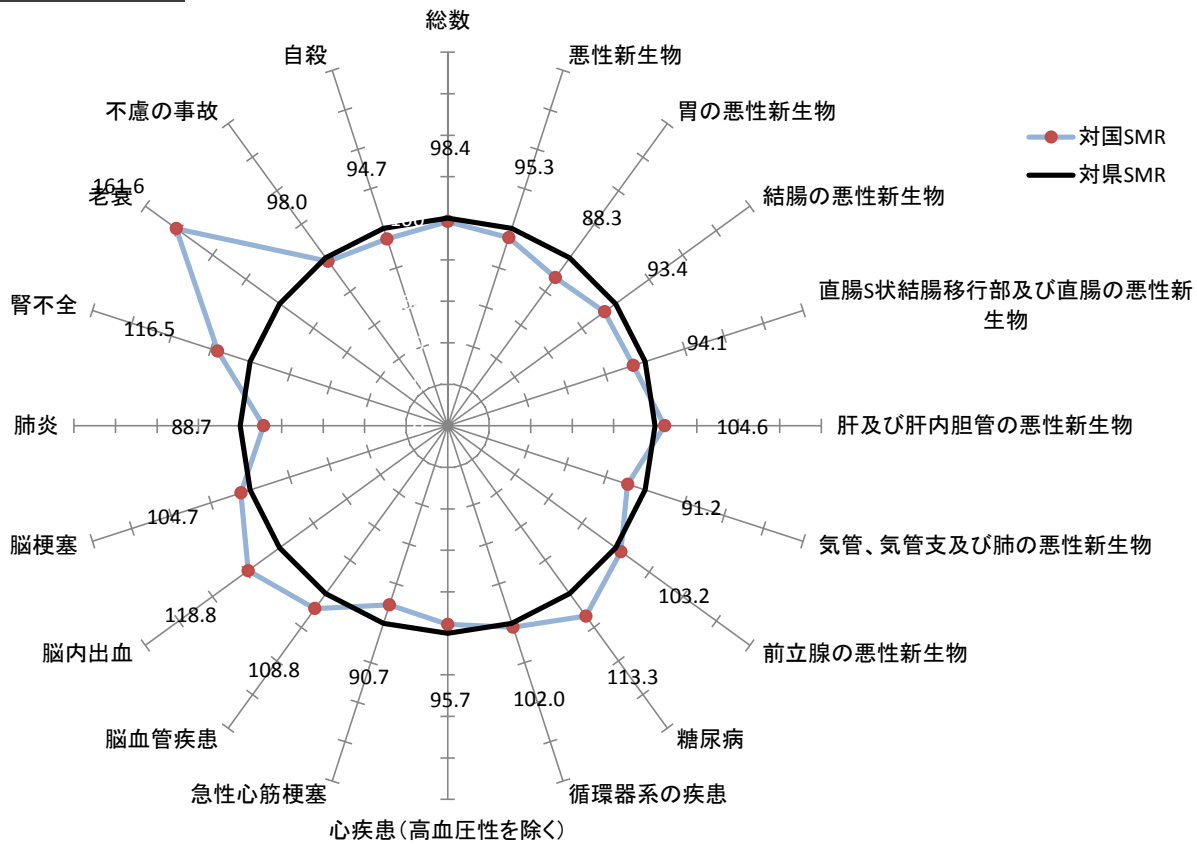 総数
自殺
悪性新生物
不慮の事故
胃の悪性新生物
対国SMR
対県SMR
98.4
94.7
95.3
161.6
老衰
98.0
88.3
結腸の悪性新生物
100
93.4
直腸S状結腸移行部及び直腸の悪性新
生物
腎不全
116.5
94.1
肺炎
88.7
104.6
肝及び肝内胆管の悪性新生物
脳梗塞
104.7
91.2
気管、気管支及び肺の悪性新生物
118.8
脳内出血
103.2
前立腺の悪性新生物
108.8
脳血管疾患
90.7
95.7
102.0
113.3
糖尿病
急性心筋梗塞
循環器系の疾患
心疾患（高血圧性を除く）